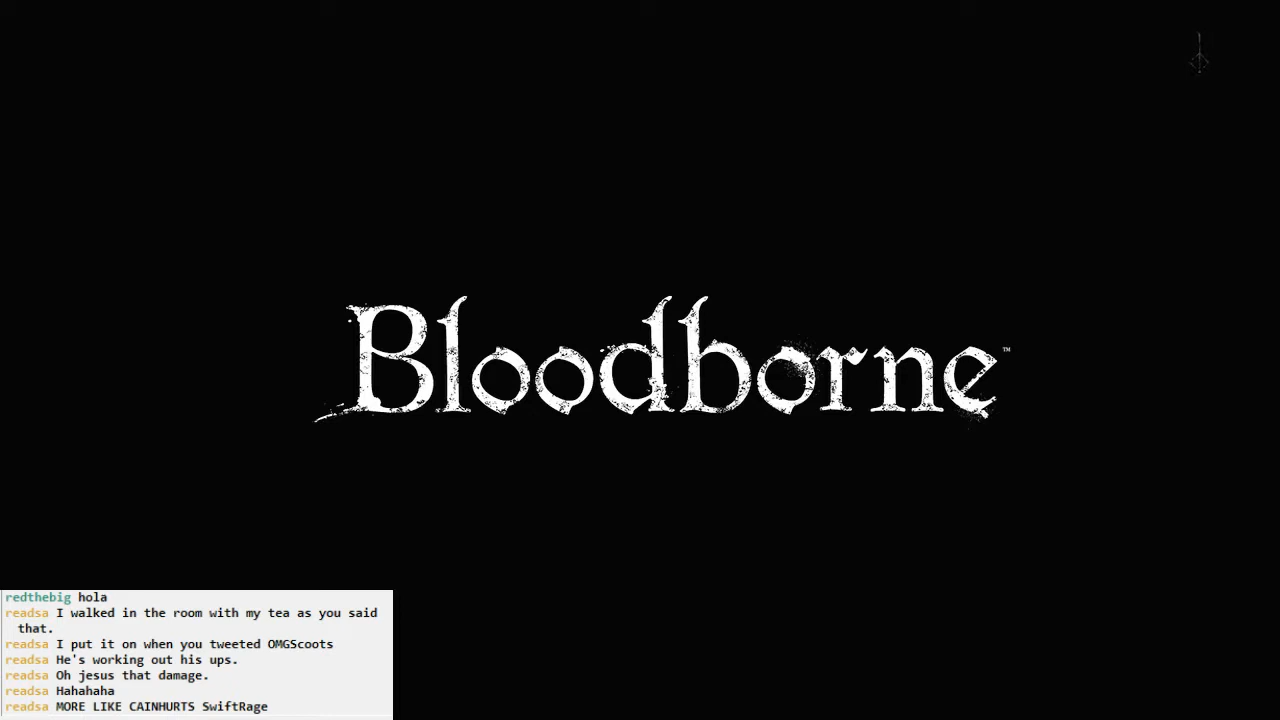 Bloodborne™
redthebig hola
readsa I walked in the room with my tea as you said
that.
readsa I put it on when you tweeted OMGScoots
readsa He's working out his ups.
readsa Oh jesus that damage.
readsa Hahahaha
readsa MORE LIKE CAINHURTS SwiftRage